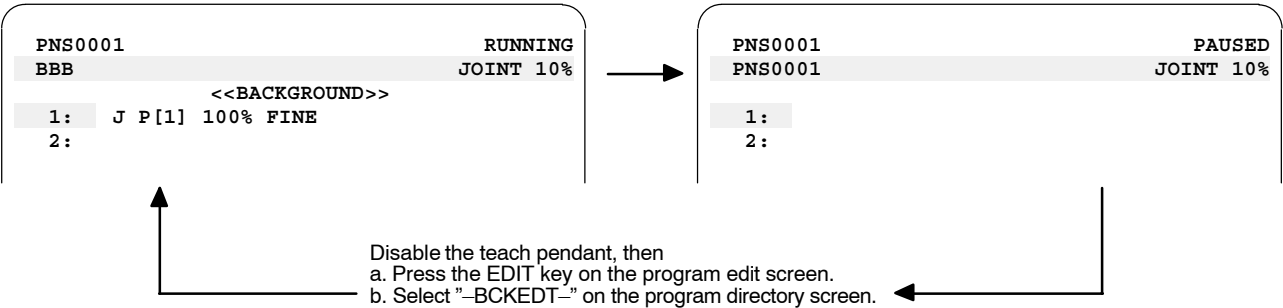 PNS0001 RUNNING
BBB JOINT 10%
<<BACKGROUND>>
1: J P[1] 100% FINE
2:
PNS0001 PAUSED
PNS0001 JOINT 10%
1:
2:
Disable the teach pendant, then
a. Press the EDIT key on the program edit screen.
b. Select ”–BCKEDT–” on the program directory screen.